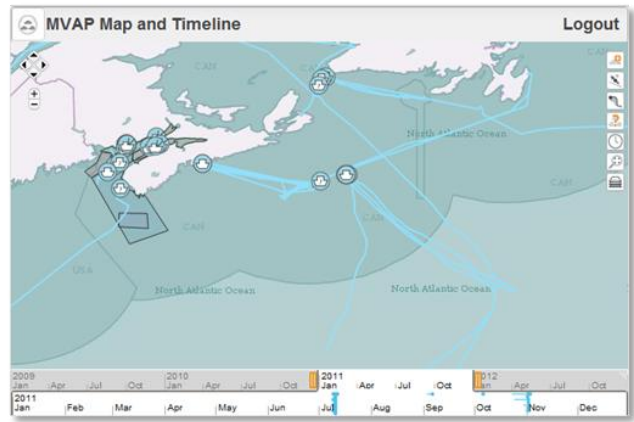 MVAP Map and Timeline
Logout
CAN
CAN
North Atlantic Ocean
CAN
CAN
CAN
USA
North Atlantic Ocean
North Atlantic Ocean
2009 2010 2011 2012
Jan Apr Jul Oct Jan Apr Jul Oct Jan Apr Jul Oct Jan Apr Jul Oct
2011
Jan Feb Mar Apr May Jun Jul Aug Sep Oct Nov Dec